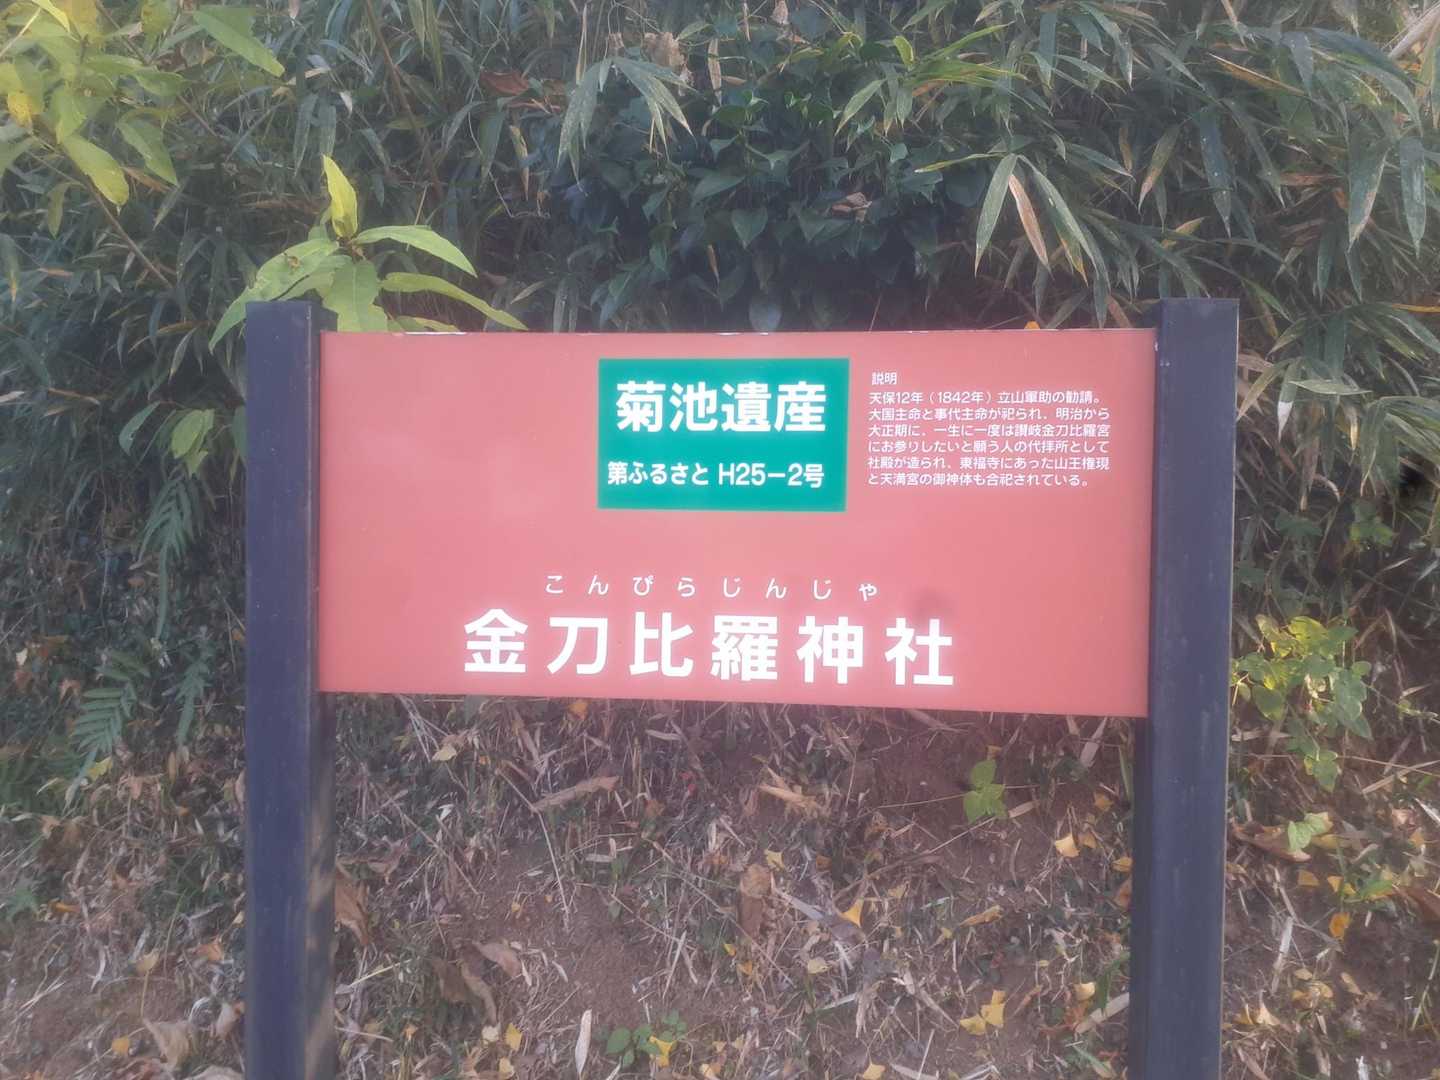 菊池遺産
第ふるさと H25−2号
説明
天保12年（1842年）立山軍助の勧請。
大国主命と事代主命が祀られ、明治から
大正期に、一生に一度は讃岐金刀比羅宮
にお参りしたいと願う人の代拝所として
社殿が造られ、東福寺にあった山王権現
と天満宮の御神体も合祀されている。
こんぴらじんじゃ
金刀比羅神社